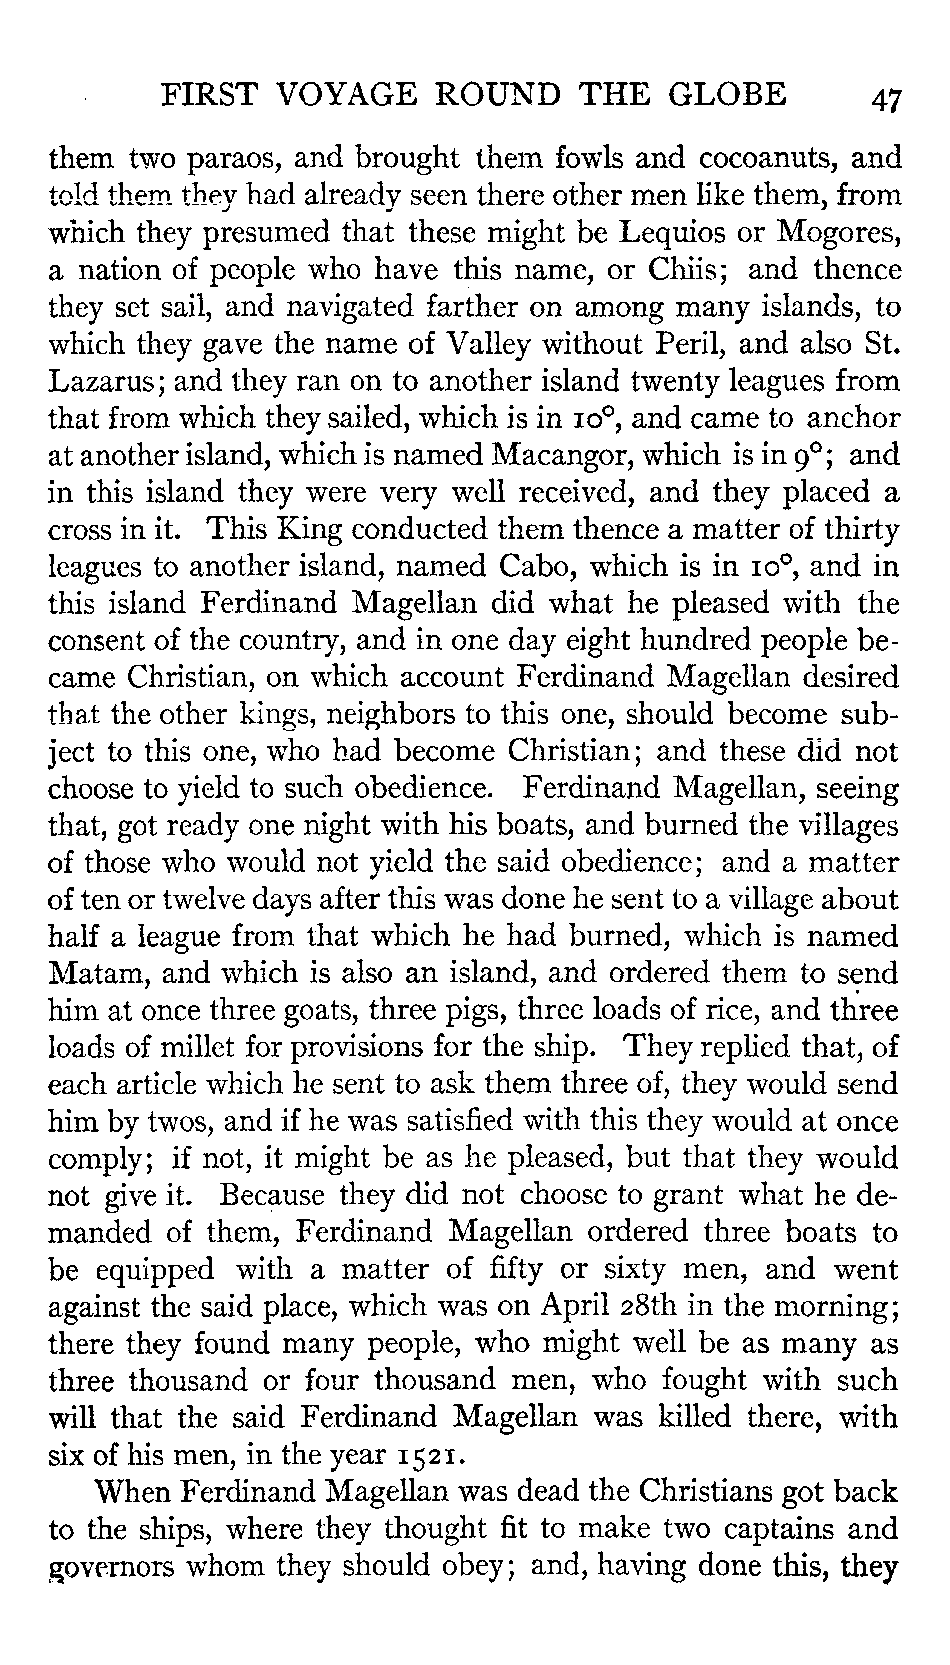 FIRST VOYAGE ROUND THE GLOBE 47
them two paraos, and brought them fowls and cocoanuts, and
told them they had already seen there other men like them, from
which they presumed that these might be Lequios or Mogores,
a nation of people who have this name, or Chiis; and thence
they set sail, and navigated farther on among many islands, to
which they gave the name of Valley without Peril, and also St.
Lazarus; and they ran on to another island twenty leagues from
that from which they sailed, which is in 10°, and came to anchor
at another island, which is named Macangor, which is in 9°; and
in this island they were very well received, and they placed a
cross in it. This King conducted them thence a matter of thirty
leagues to another island, named Cabo, which is in 10°, and in
this island Ferdinand Magellan did what he pleased with the
consent of the country, and in one day eight hundred people be-
came Christian, on which account Ferdinand Magellan desired
that the other kings, neighbors to this one, should become sub-
ject to this one, who had become Christian; and these did not
choose to yield to such obedience. Ferdinand Magellan, seeing
that, got ready one night with his boats, and burned the villages
of those who would not yield the said obedience; and a matter
of ten or twelve days after this was done he sent to a village about
half a league from that which he had burned, which is named
Matam, and which is also an island, and ordered them to send
him at once three goats, three pigs, three loads of rice, and three
loads of millet for provisions for the ship. They replied that, of
each article which he sent to ask them three of, they would send
him by twos, and if he was satisfied with this they would at once
comply; if not, it might be as he pleased, but that they would
not give it. Because they did not choose to grant what he de-
manded of them, Ferdinand Magellan ordered three boats to
be equipped with a matter of fifty or sixty men, and went
against the said place, which was on April 28th in the morning;
there they found many people, who might well be as many as
three thousand or four thousand men, who fought with such
will that the said Ferdinand Magellan was killed there, with
six of his men, in the year 1521.
When Ferdinand Magellan was dead the Christians got back
to the ships, where they thought fit to make two captains and
governors whom they should obey; and, having done this, they